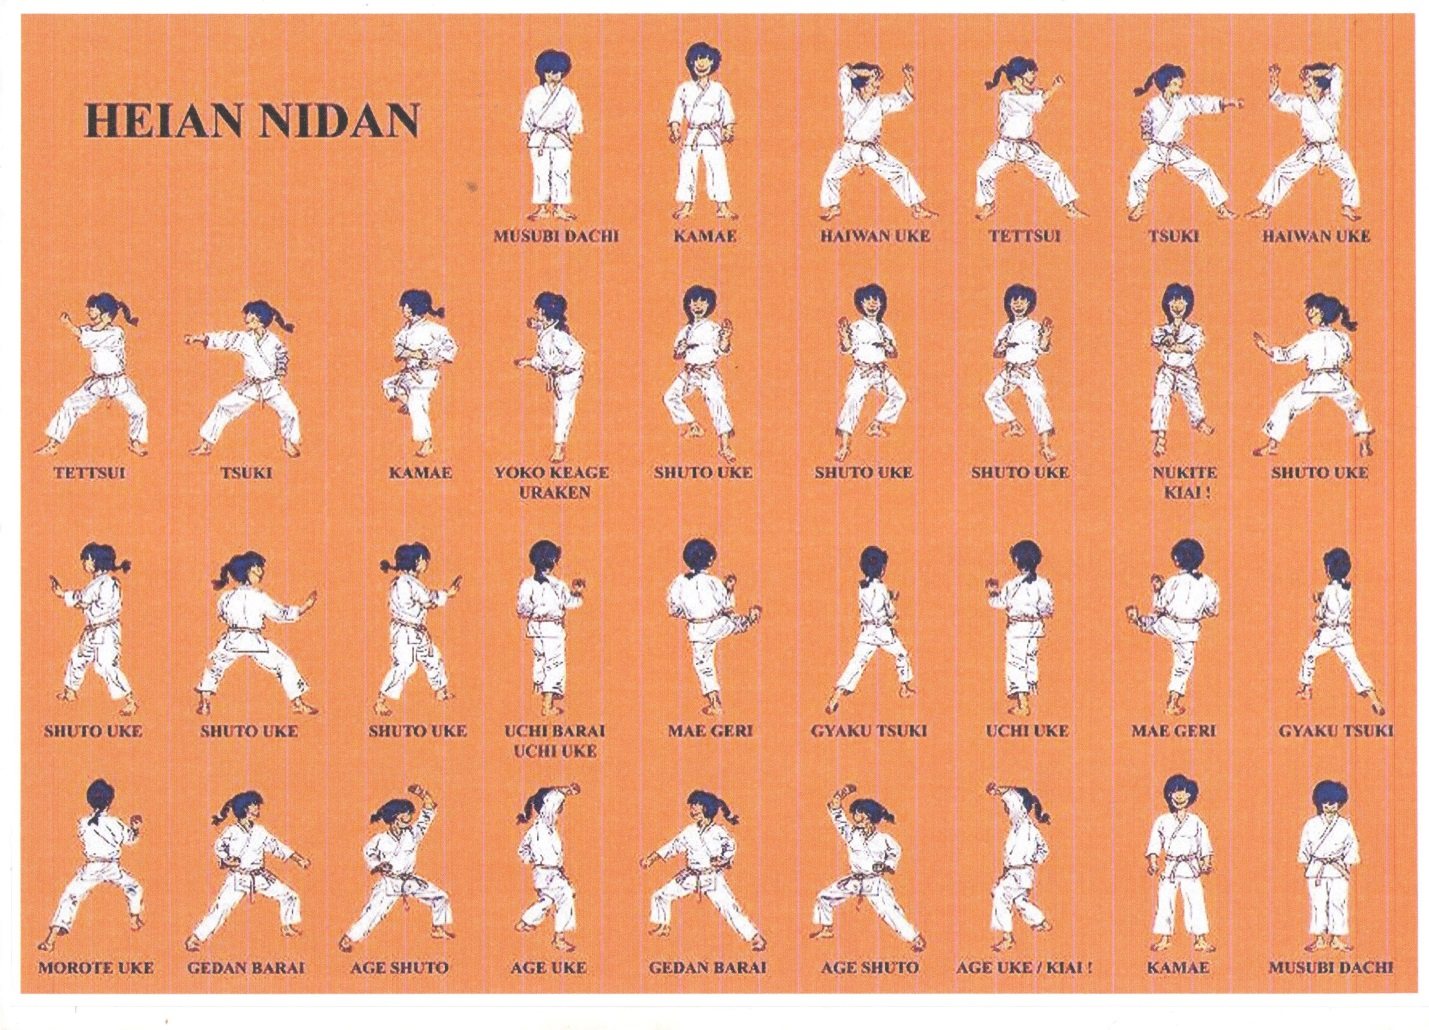 HEIAN NIDAN
MUSUBI DACHI
KAMAE
HAIWAN UKE
TETTSUI
TSUKI
HAIWAN UKE
TETTSUI
TSUKI
KAMAE
YOKO KEAGE
URAKEN
SHUTO UKE
SHUTO UKE
SHUTO UKE
NUKITE
KIAI !
SHUTO UKE
SHUTO UKE
SHUTO UKE
SHUTO UKE
UCHI BARAI
UCHI UKE
MAE GERI
GYAKU TSUKI
UCHI UKE
MAE GERI
GYAKU TSUKI
MOROTE UKE
GEDAN BARAI
AGE SHUTO
AGE UKE
GEDAN BARAI
AGE SHUTO
AGE UKE / KIAI !
KAMAE
MUSUBI DACHI